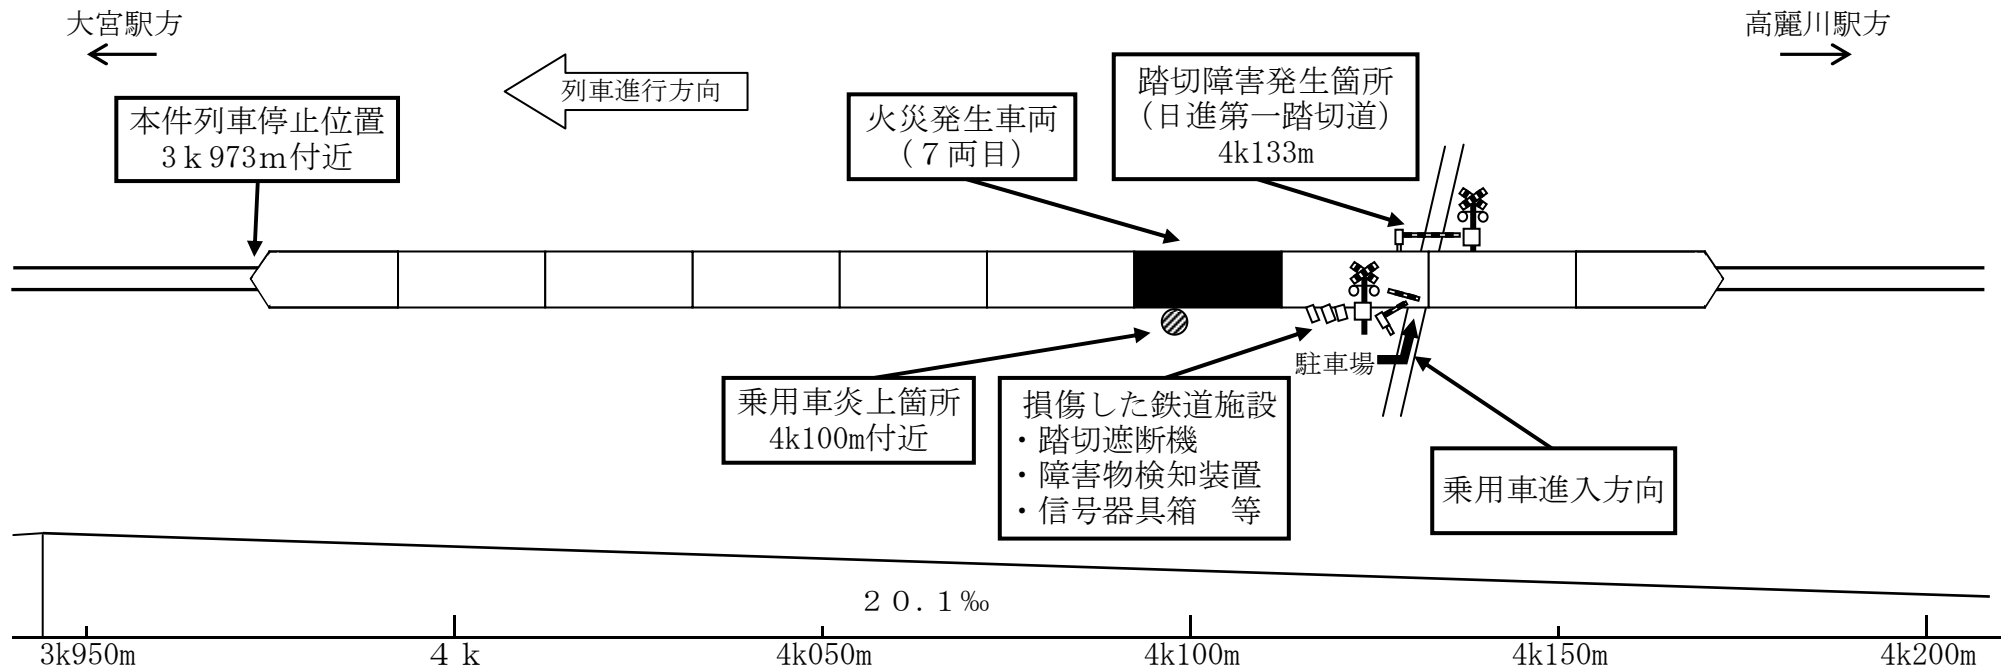 大宮駅方
高麗川駅方
列車進行方向
本件列車停止位置
3ｋ973ｍ付近
火災発生車両
（７両目）
踏切障害発生箇所
（日進第一踏切道）
4k133m
駐車場
乗用車炎上箇所
4k100m付近
損傷した鉄道施設
・踏切遮断機
・障害物検知装置
・信号器具箱　等
乗用車進入方向
２０.１‰
3k950m
４ｋ
4k050m
4k100m
4k150m
4k200m